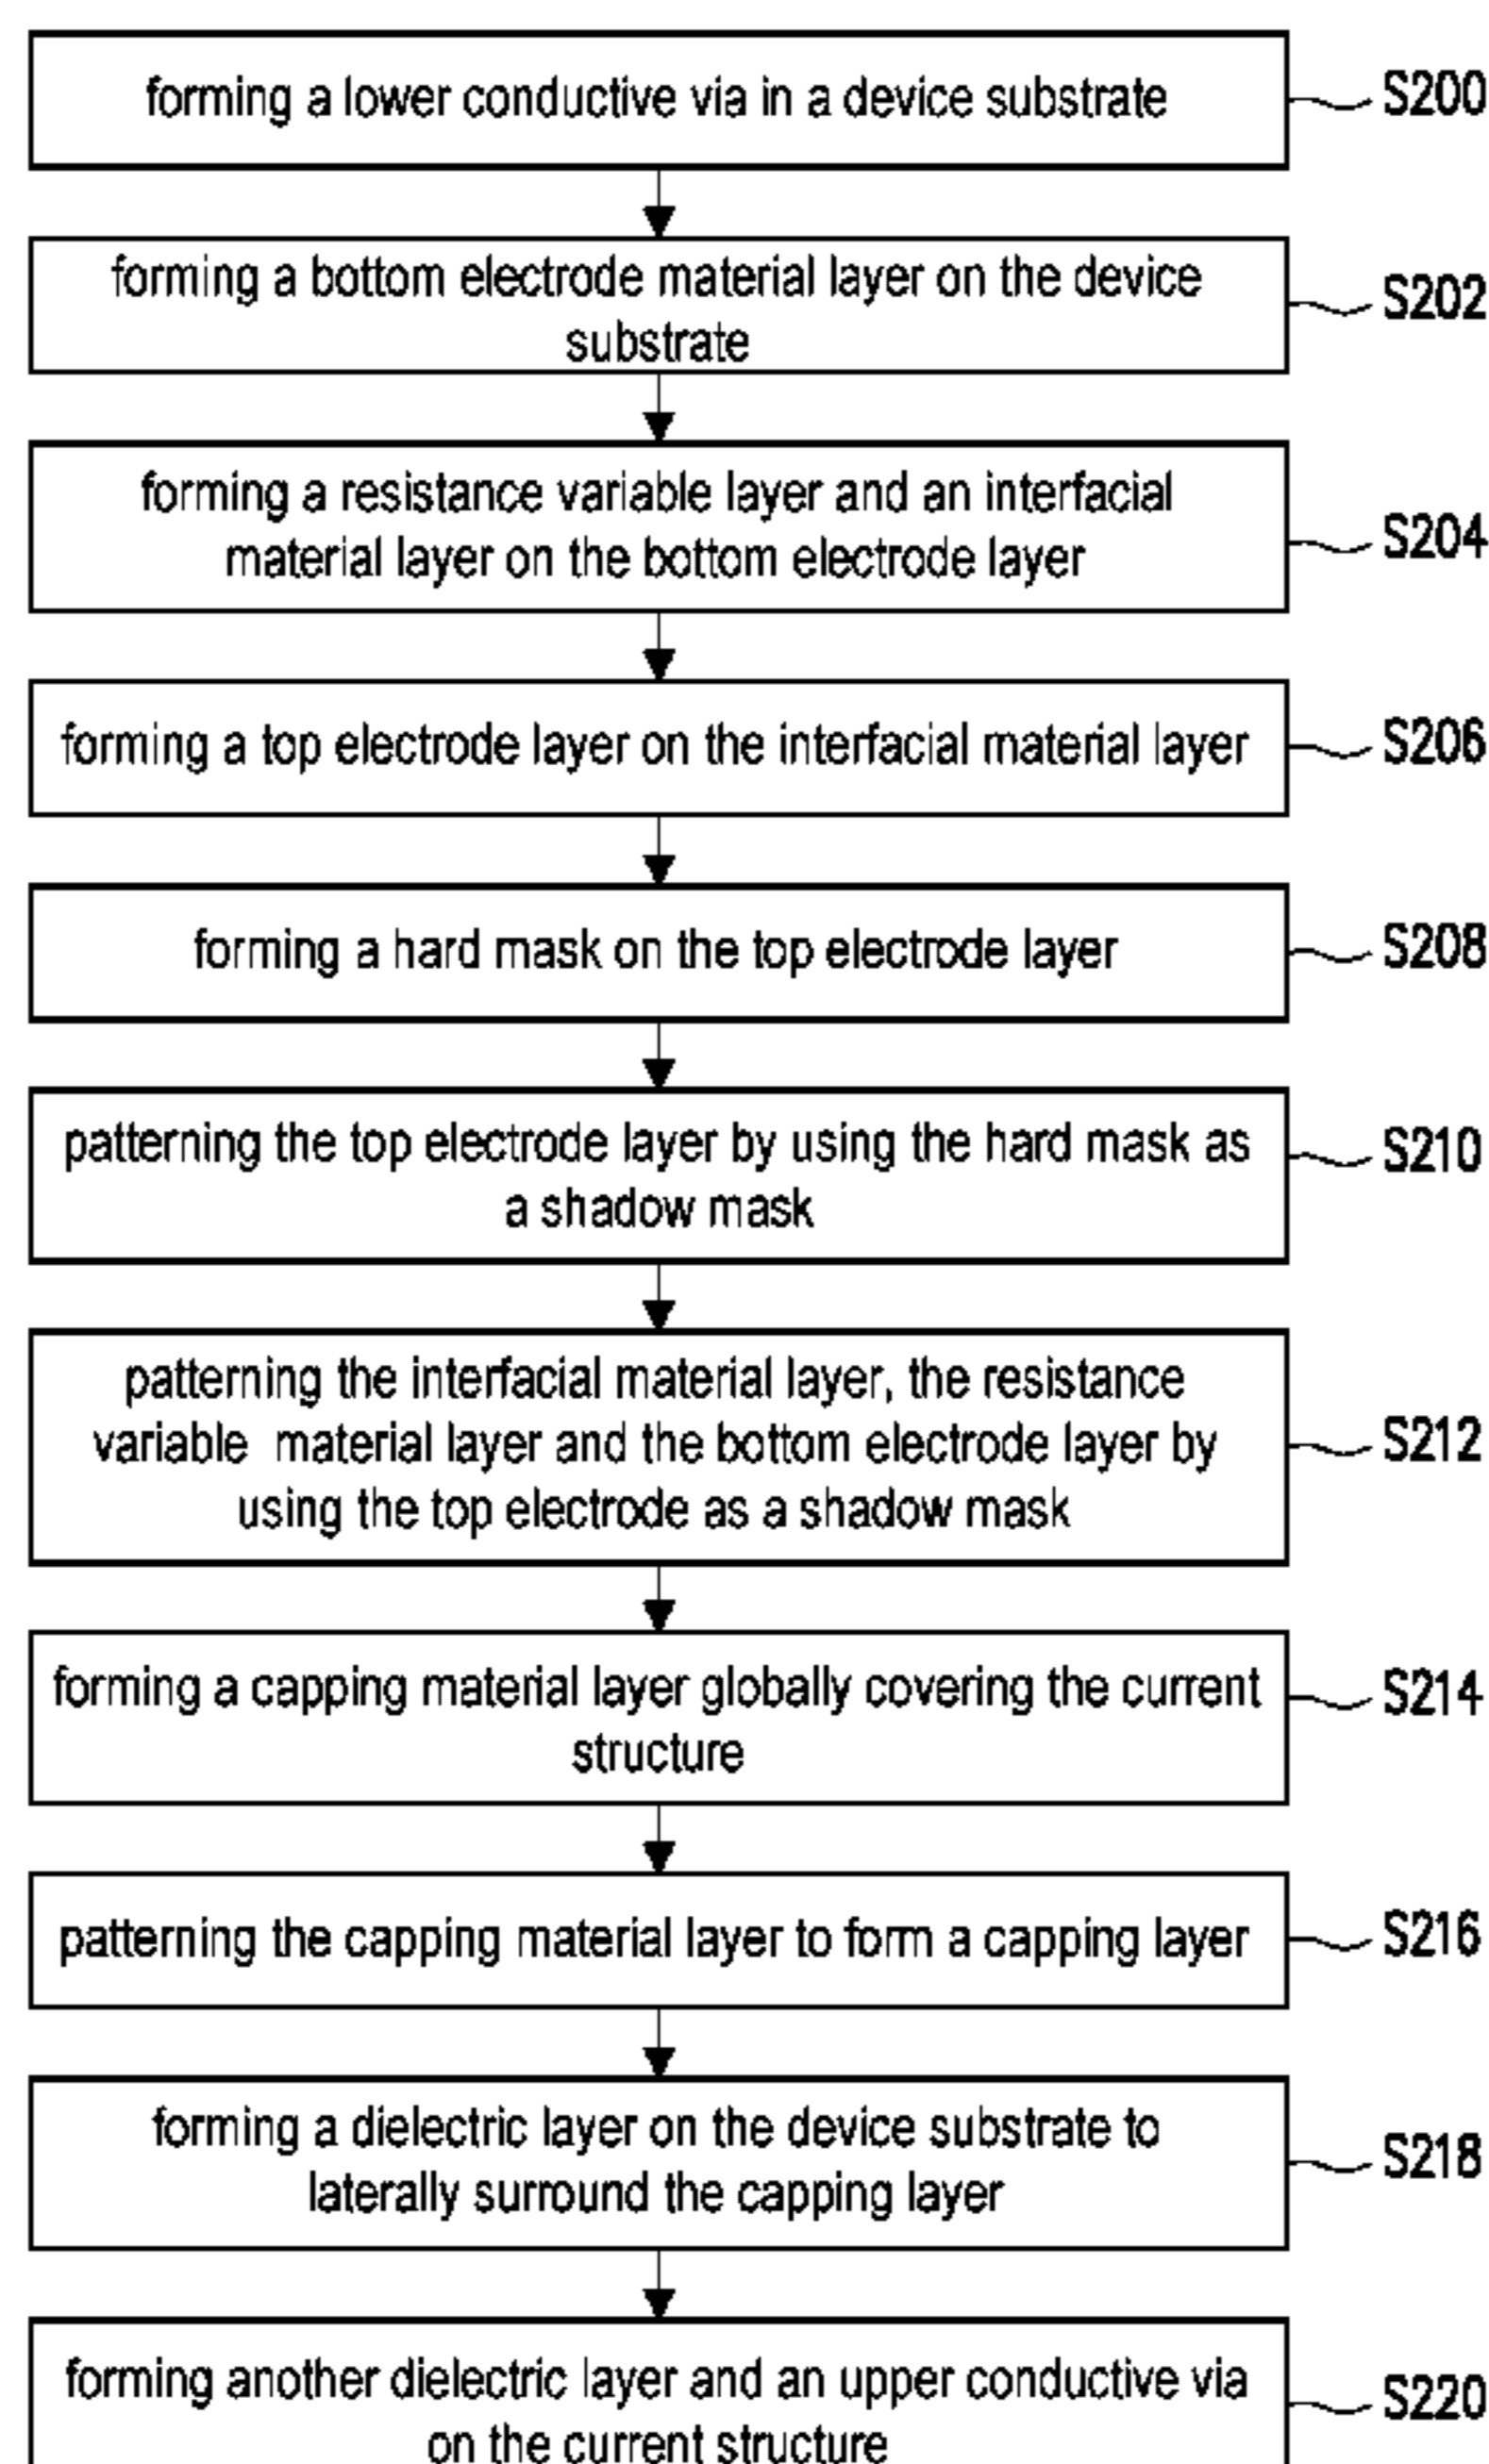 forming a lower conductive via in a device substrate
S200
forming a bottom electrode material layer on the device
substrate
S202
forming a resistance variable layer and an interfacial
material layer on the bottom electrode layer
S204
forming a top electrode layer on the interfacial material layer
S206
forming a hard mask on the top electrode layer
S208
patterning the top electrode layer by using the hard mask as
a shadow mask
S210
patterning the interfacial material layer, the resistance
variable material layer and the bottom electrode layer by
using the top electrode as a shadow mask
S212
forming a capping material layer globally covering the current
structure
S214
patterning the capping material layer to form a capping layer
S216
forming a dielectric layer on the device substrate to
laterally surround the capping layer
S218
forming another dielectric layer and an upper conductive via
on the current structure
S220